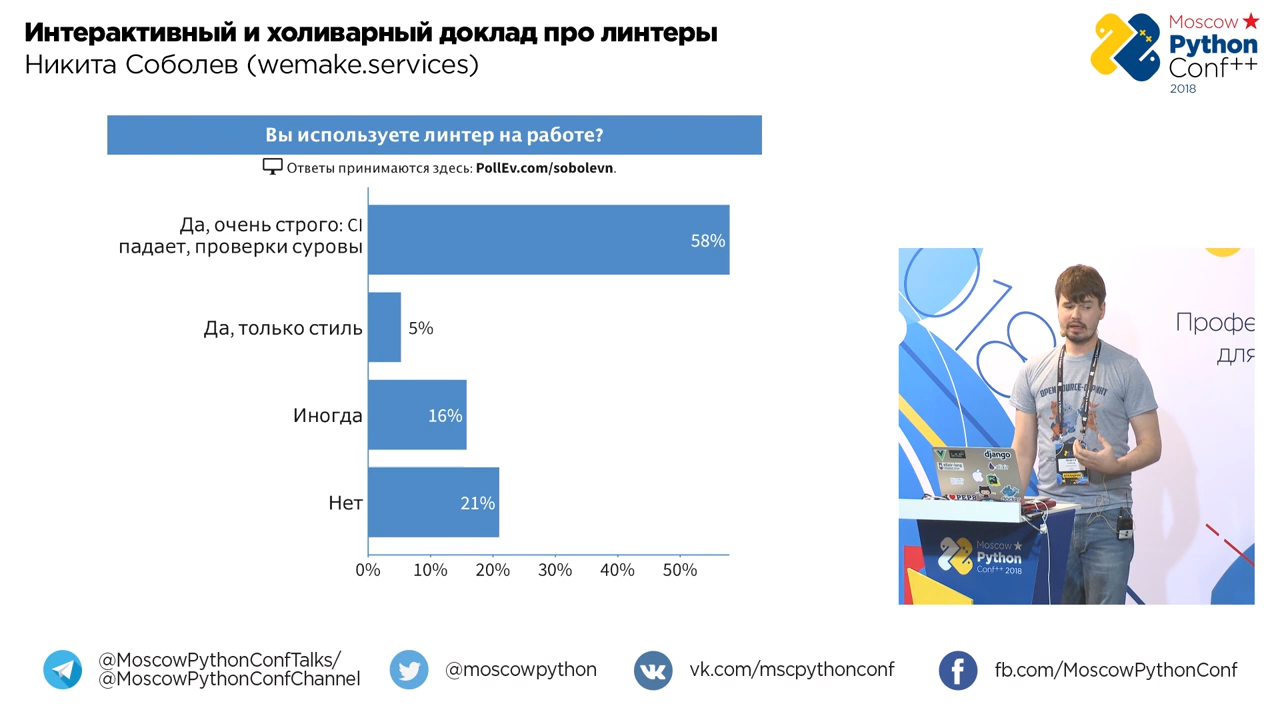 Интерактивный и холиварный доклад про линтеры
Никита Соболев (wemake.services)
Moscow
Python
Conf++
2018
Вы используете линтер на работе?
Ответы принимаются здесь: PollEv.com/sobolevn.
Да, очень строго: CI
падает, проверки суровы
58%
Да, только стиль
5%
Иногда
16%
Нет
21%
0% 10% 20% 30% 40% 50%
2018
Профе
для
django
Moscow
Python
Conf++ 2018
@MoscowPythonConfTalks/
@MoscowPythonConfChannel
@moscowpython
vk.com/mscpythonconf
fb.com/MoscowPythonConf